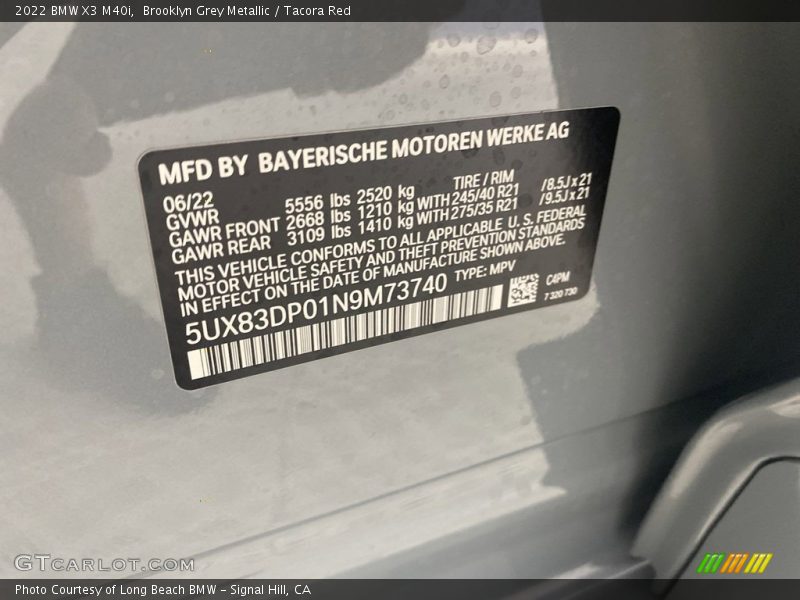 2022 BMW X3 M40i, Brooklyn Grey Metallic / Tacora Red
MFD BY BAYERISCHE MOTOREN WERKE AG
06/22 TIRE / RIM
GVWR 5556 lbs 2520 kg
GAWR FRONT 2668 lbs 1210 kg WITH 245/40 R21 /8.5J x 21
GAWR REAR 3109 lbs 1410 kg WITH 275/35 R21 /9.5J x 21
THIS VEHICLE CONFORMS TO ALL APPLICABLE U.S. FEDERAL
MOTOR VEHICLE SAFETY AND THEFT PREVENTION STANDARDS
IN EFFECT ON THE DATE OF MANUFACTURE SHOWN ABOVE.
5UX83DP01N9M73740 TYPE: MPV
C4PM
7 320 730
GTCARLOT.COM
Photo Courtesy of Long Beach BMW - Signal Hill, CA